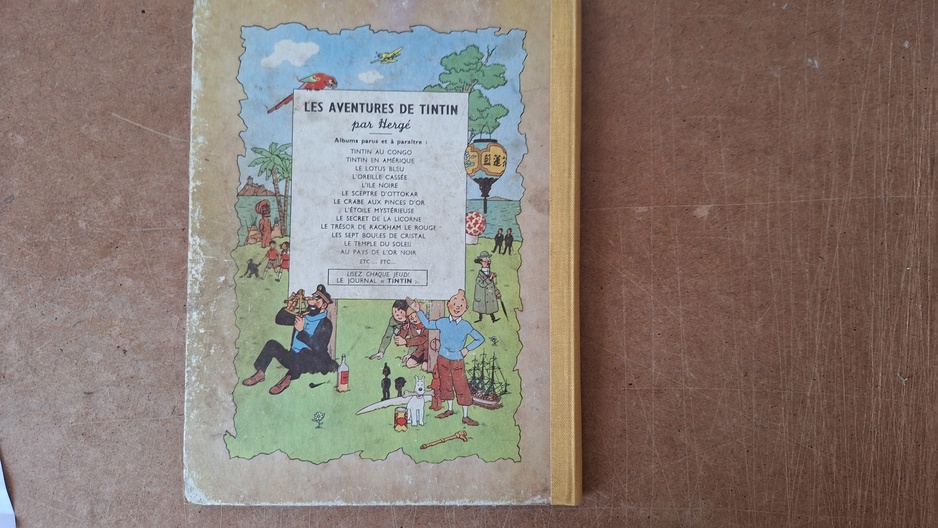 LES AVENTURES DE TINTIN
par Hergé
Albums parus et à paraître :
TINTIN AU CONGO
TINTIN EN AMÉRIQUE
LE LOTUS BLEU
L'OREILLE CASSÉE
L'ILE NOIRE
LE SCEPTRE D'OTTOKAR
LE CRABE AUX PINCES D'OR
L'ÉTOILE MYSTÉRIEUSE
LE SECRET DE LA LICORNE
LE TRÉSOR DE RACKHAM LE ROUGE
LES SEPT BOULES DE CRISTAL
LE TEMPLE DU SOLEIL
AU PAYS DE L'OR NOIR
ETC... ETC...
LISEZ CHAQUE JEUDI
LE JOURNAL « TINTIN ».